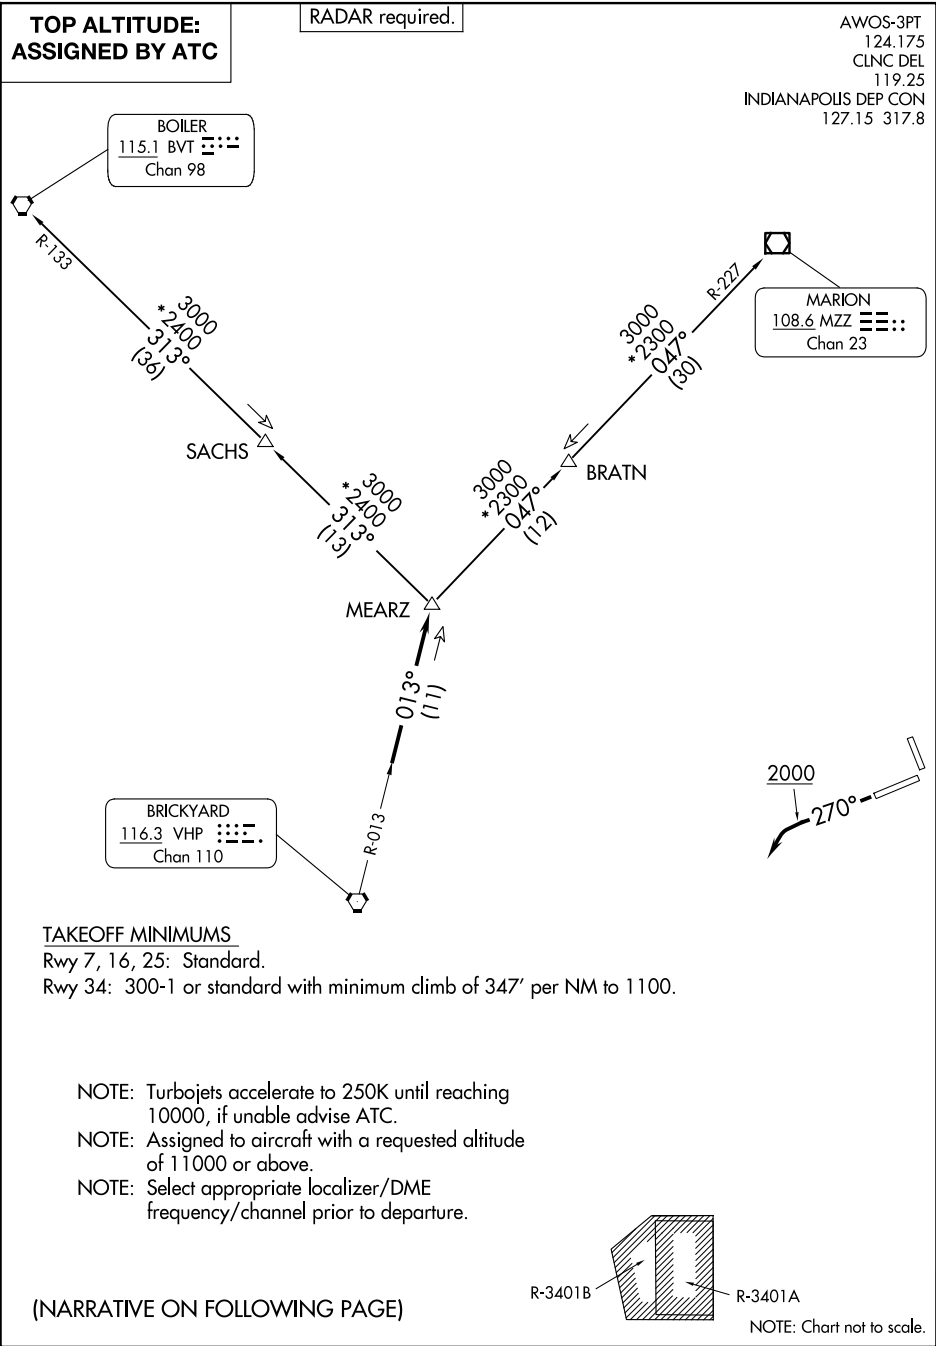 TOP ALTITUDE:
ASSIGNED BY ATC
RADAR required.
AWOS-3PT
124.175
CLNC DEL
119.25
INDIANAPOLIS DEP CON
127.15 317.8
BOILER
115.1 BVT
Chan 98
R-133
3000
*2400
313°
(36)
SACHS
3000
*2400
313°
(13)
MARION
108.6 MZZ
Chan 23
R-227
3000
*2300
047°
(30)
BRATN
3000
*2300
047°
(12)
MEARZ
013°
(11)
R-013
BRICKYARD
116.3 VHP
Chan 110
2000
270°
TAKEOFF MINIMUMS
Rwy 7, 16, 25: Standard.
Rwy 34: 300-1 or standard with minimum climb of 347' per NM to 1100.
NOTE: Turbojets accelerate to 250K until reaching
10000, if unable advise ATC.
NOTE: Assigned to aircraft with a requested altitude
of 11000 or above.
NOTE: Select appropriate localizer/DME
frequency/channel prior to departure.
R-3401B
R-3401A
(NARRATIVE ON FOLLOWING PAGE)
NOTE: Chart not to scale.